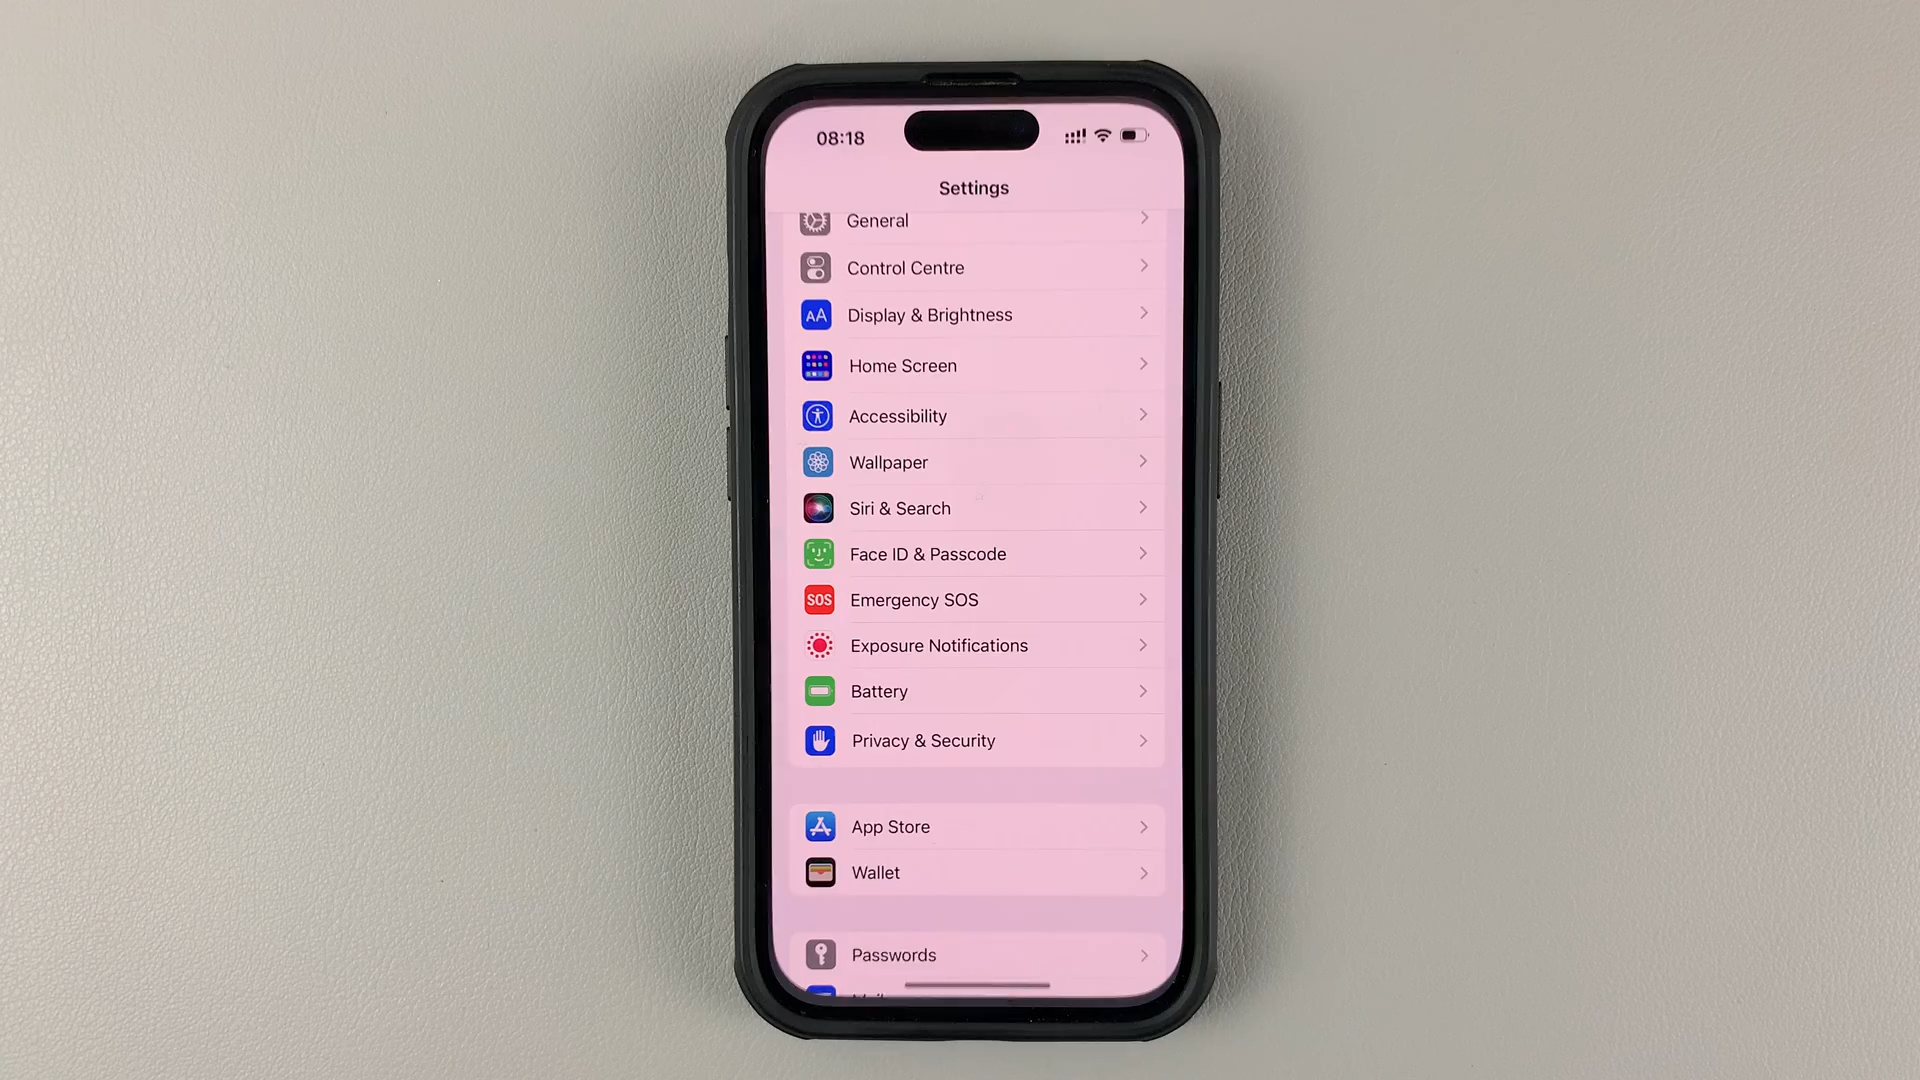 08:18
Settings
General
Control Centre
AA Display & Brightness
Home Screen
Accessibility
Wallpaper
Siri & Search
Face ID & Passcode
SOS Emergency SOS
Exposure Notifications
Battery
Privacy & Security
App Store
Wallet
Passwords